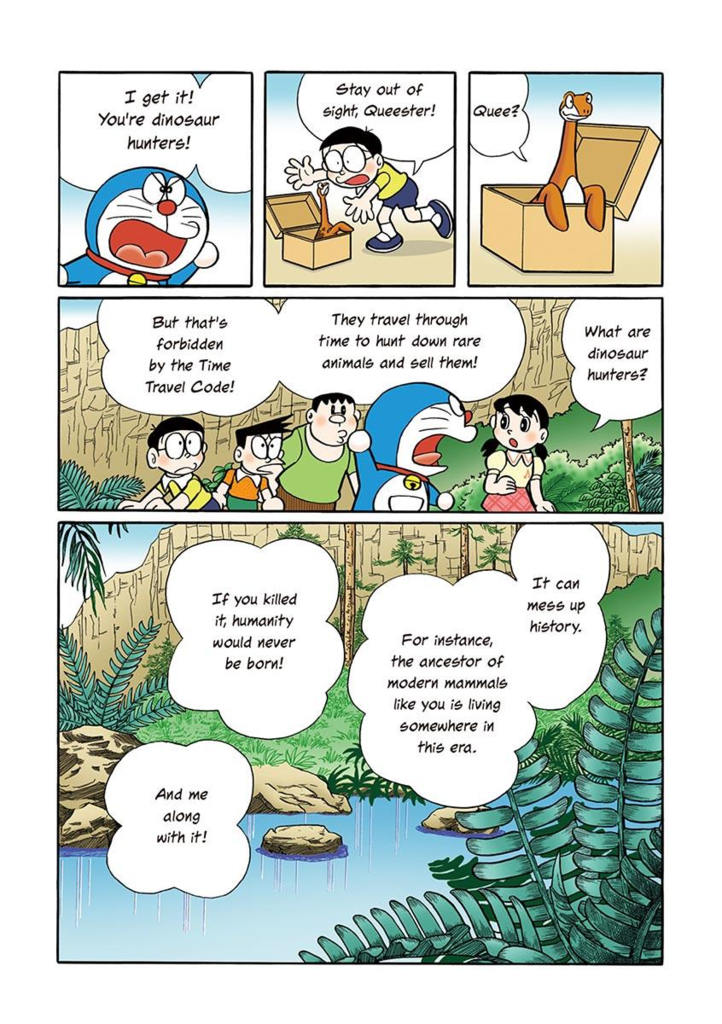 Quee?
Stay out of
sight, Queester!
I get it!
You're dinosaur
hunters!
What are
dinosaur
hunters?
They travel through
time to hunt down rare
animals and sell them!
But that's
forbidden
by the Time
Travel Code!
It can
mess up
history.
For instance,
the ancestor of
modern mammals
like you is living
somewhere in
this era.
If you killed
it, humanity
would never
be born!
And me
along
with it!